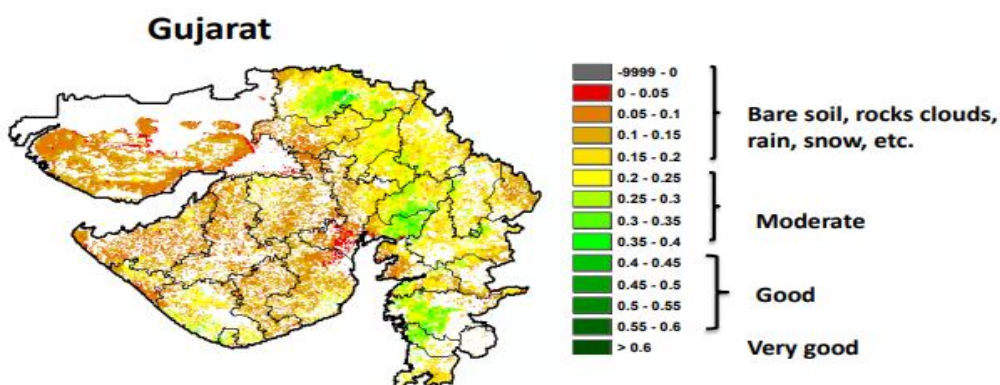 Gujarat
-9999 - 0
0 - 0.05
0.05 - 0.1
0.1 - 0.15
0.15 - 0.2
0.2 - 0.25
0.25 - 0.3
0.3 - 0.35
0.35 - 0.4
0.4 - 0.45
0.45 - 0.5
0.5 - 0.55
0.55 - 0.6
> 0.6
Bare soil, rocks clouds,
rain, snow, etc.
Moderate
Good
Very good